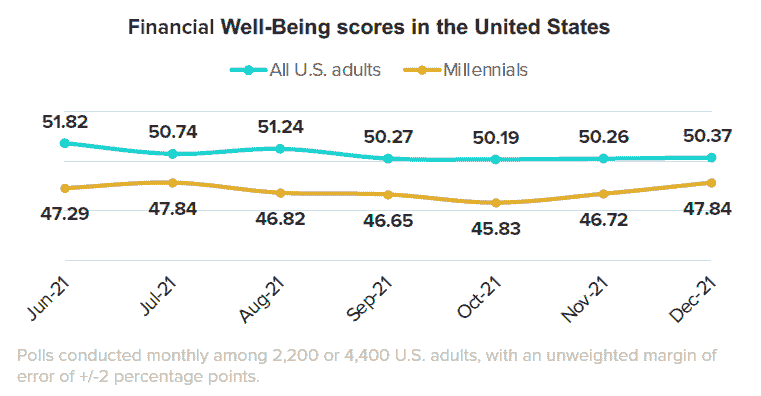 Financial Well-Being scores in the United States
All U.S. adults Millennials
51.82 50.74 51.24 50.27 50.19 50.26 50.37
47.29 47.84 46.82 46.65 45.83 46.72 47.84
Jun-21 Jul-21 Aug-21 Sep-21 Oct-21 Nov-21 Dec-21
Polls conducted monthly among 2,200 or 4,400 U.S. adults, with an unweighted margin of
error of +/-2 percentage points.